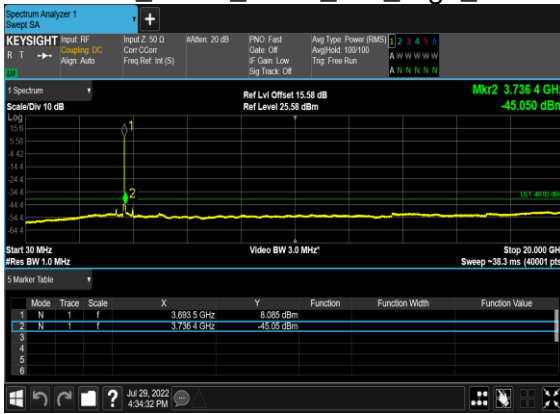 Spectrum Analyzer 1
Swept SA
+
KEYSIGHT Input: RF Input Z: 50 Ω #Atten: 20 dB PNO: Fast Avg Type: Power (RMS) 1 2 3 4 5 6
R T Coupling: DC Corr CCorr Gate: Off Avg|Hold: 100/100 A W W W W W
Align: Auto Freq Ref: Int (S) IF Gain: Low Trig: Free Run
Sig Track: Off A N N N N N
1 Spectrum Ref Lvl Offset 15.58 dB Mkr2 3.736 4 GHz
Scale/Div 10 dB Ref Level 25.58 dBm -45.050 dBm
Log
15.6
5.58
-4.42
-14.4
-24.4
-34.4
-44.4
-54.4
-64.4
1
2
DL1 -40.00 dBm
Start 30 MHz Video BW 3.0 MHz* Stop 20.000 GHz
#Res BW 1.0 MHz Sweep ~38.3 ms (40001 pts)
5 Marker Table
Mode Trace Scale X Y Function Function Width Function Value
1 N 1 f 3.693 5 GHz 8.085 dBm
2 N 1 f 3.736 4 GHz -45.05 dBm
3
4
5
6
? Jul 29, 2022
4:34:32 PM